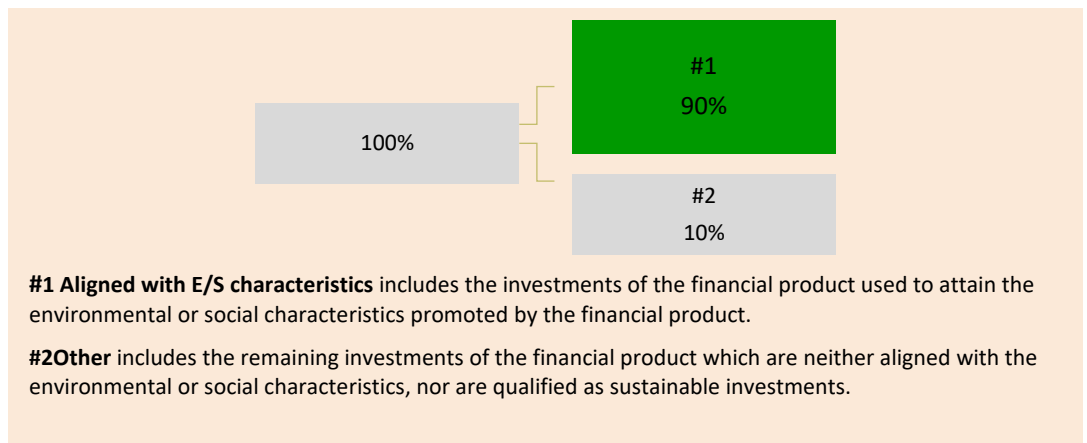 #1
90%
100%
#2
10%
#1 Aligned with E/S characteristics includes the investments of the financial product used to attain the
environmental or social characteristics promoted by the financial product.
#2Other includes the remaining investments of the financial product which are neither aligned with the
environmental or social characteristics, nor are qualified as sustainable investments.